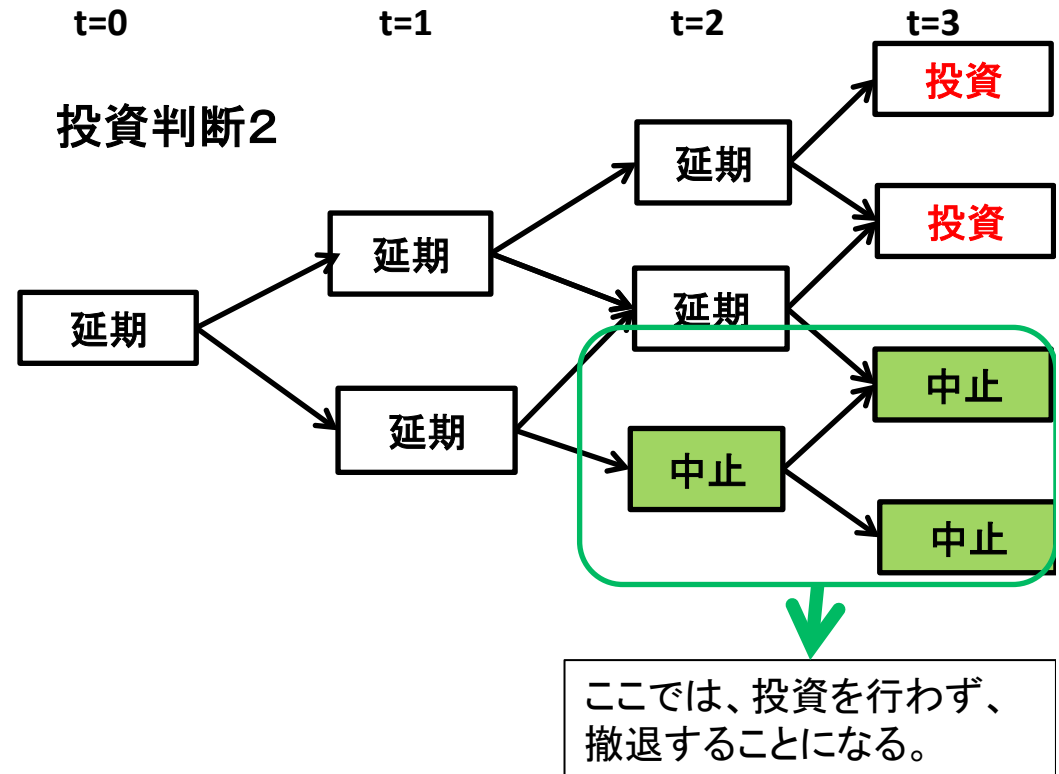 t=0
t=1
t=2
t=3
投資判断２
投資
延期
投資
延期
延期
延期
中止
延期
中止
中止
ここでは、投資を行わず、
撤退することになる。